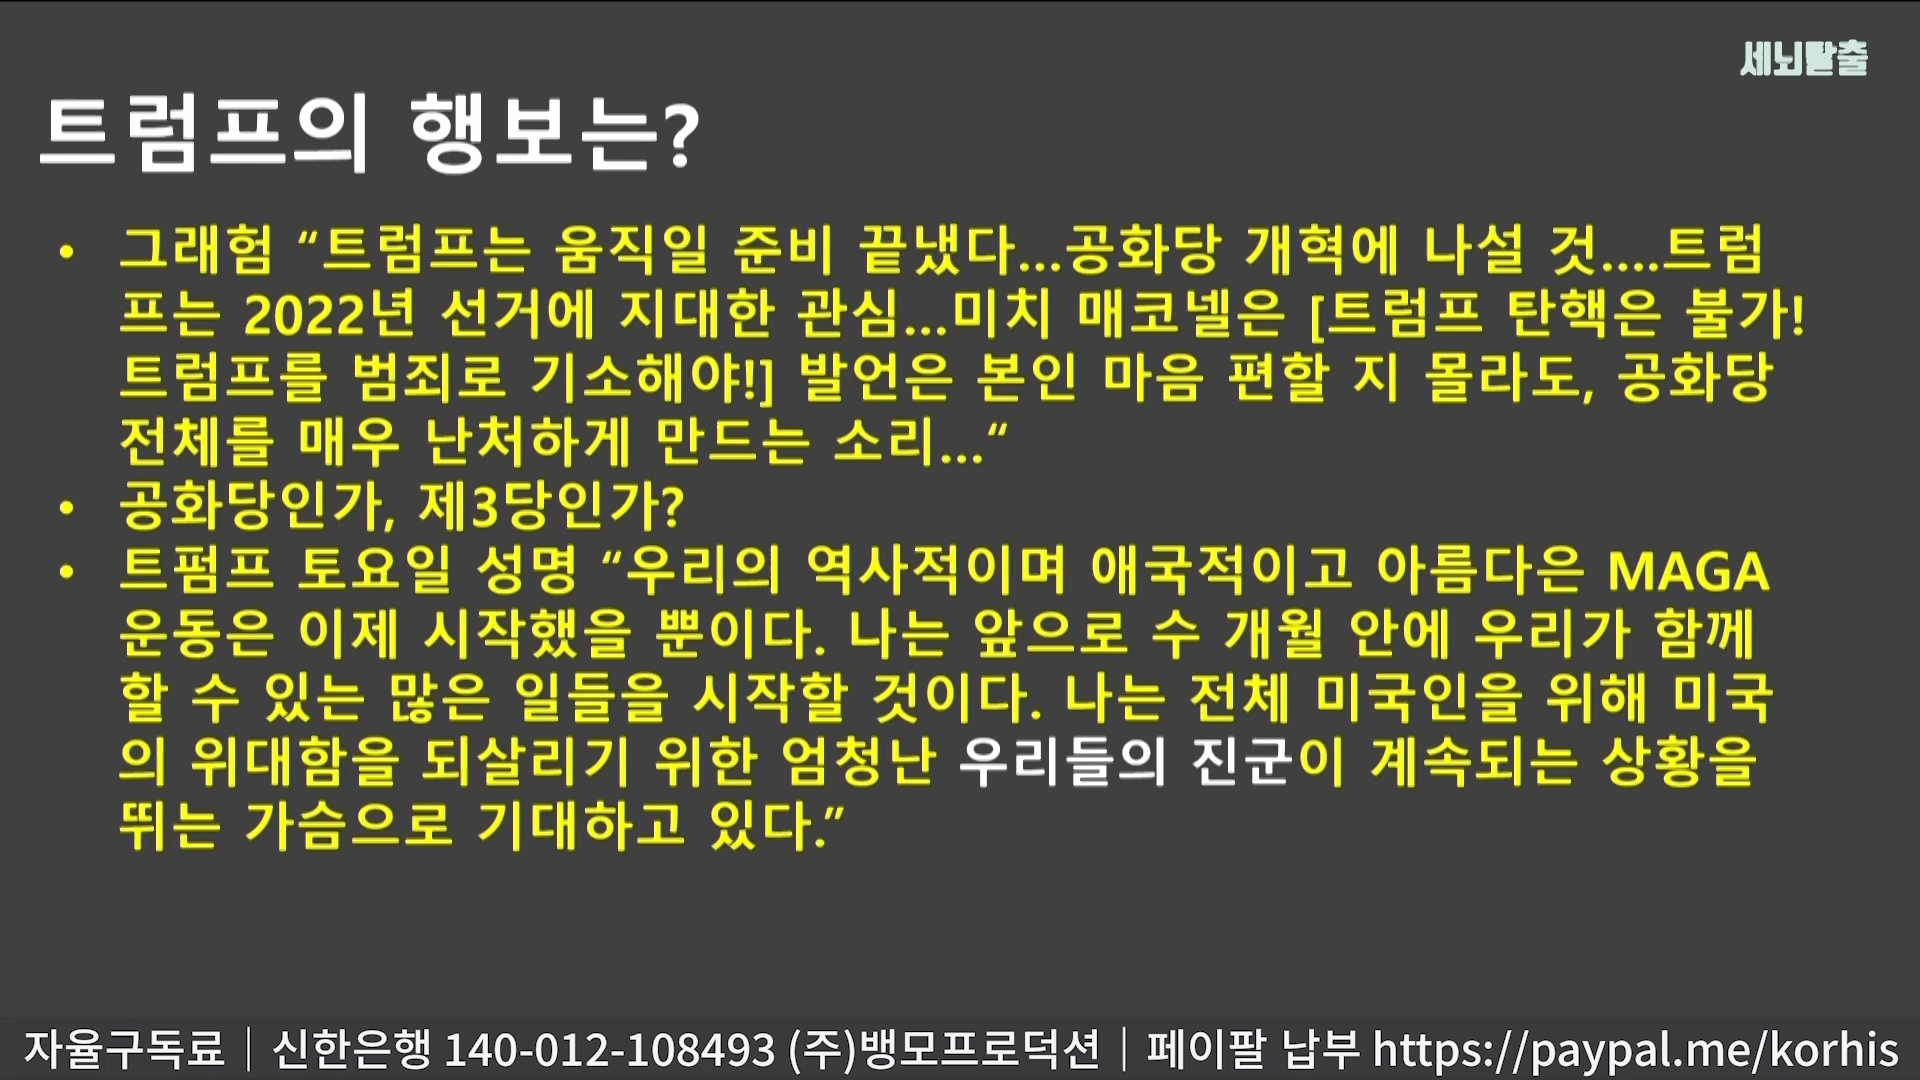 세뇌탈출
트럼프의 행보는?
• 그래험 “트럼프는 움직일 준비 끝냈다...공화당 개혁에 나설 것....트럼
프는 2022년 선거에 지대한 관심...미치 매코넬은 [트럼프 탄핵은 불가!
트럼프를 범죄로 기소해야!] 발언은 본인 마음 편할 지 몰라도, 공화당
전체를 매우 난처하게 만드는 소리...“
• 공화당인가, 제3당인가?
• 트펌프 토요일 성명 “우리의 역사적이며 애국적이고 아름다은 MAGA
운동은 이제 시작했을 뿐이다. 나는 앞으로 수 개월 안에 우리가 함께
할 수 있는 많은 일들을 시작할 것이다. 나는 전체 미국인을 위해 미국
의 위대함을 되살리기 위한 엄청난 우리들의 진군이 계속되는 상황을
뛰는 가슴으로 기대하고 있다.”
자율구독료｜신한은행 140-012-108493 (주)뱅모프로덕션｜페이팔 납부 https://paypal.me/korhis